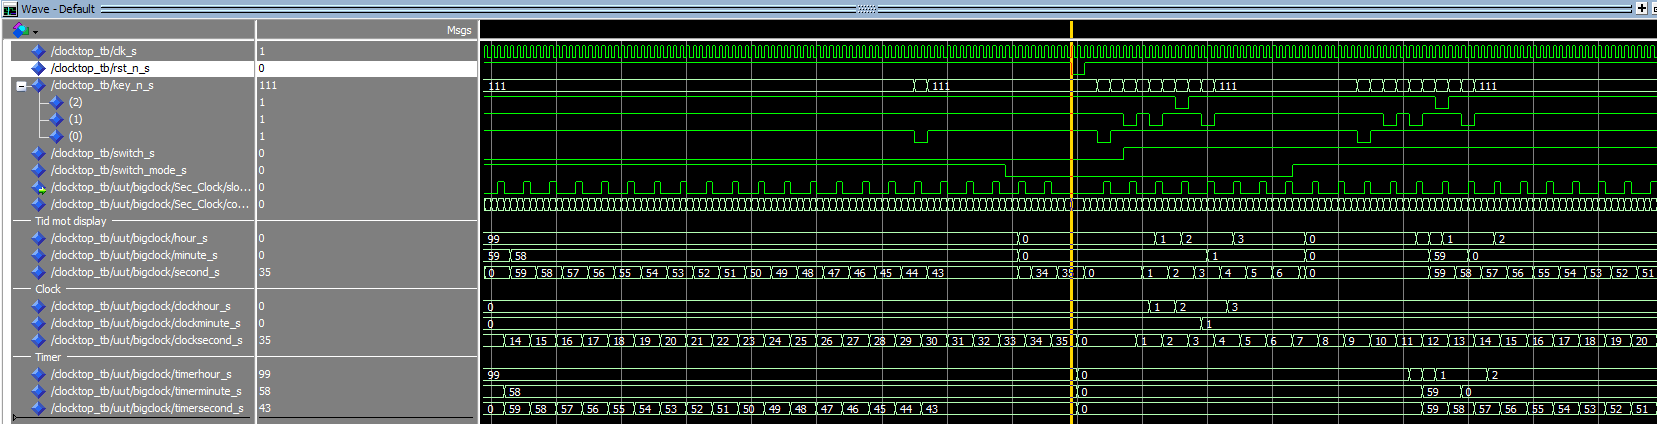 Wave - Default
Msgs
/clocktop_tb/clk_s 1
/clocktop_tb/rst_n_s 0
/clocktop_tb/key_n_s 111 111 111 111 111
(2) 1
(1) 1
(0) 1
/clocktop_tb/switch_s 0
/clocktop_tb/switch_mode_s 0
/clocktop_tb/uut/bigclock/Sec_Clock/slo... 0
/clocktop_tb/uut/bigclock/Sec_Clock/co... 0
Tid mot display
/clocktop_tb/uut/bigclock/hour_s 0 99 0 1 2 3 0 1 2
/clocktop_tb/uut/bigclock/minute_s 0 59 58 0 1 0 59 0
/clocktop_tb/uut/bigclock/second_s 35 0 59 58 57 56 55 54 53 52 51 50 49 48 47 46 45 44 43 34 35 0 1 2 3 4 5 6 0 59 58 57 56 55 54 53 52 51
Clock
/clocktop_tb/uut/bigclock/clockhour_s 0 0 1 2 3
/clocktop_tb/uut/bigclock/clockminute_s 0 0 1
/clocktop_tb/uut/bigclock/clocksecond_s 35 14 15 16 17 18 19 20 21 22 23 24 25 26 27 28 29 30 31 32 33 34 35 0 1 2 3 4 5 6 7 8 9 10 11 12 13 14 15 16 17 18 19 20
Timer
/clocktop_tb/uut/bigclock/timerhour_s 99 99 0 1 2
/clocktop_tb/uut/bigclock/timerminute_s 58 58 0 59 0
/clocktop_tb/uut/bigclock/timersecond_s 43 0 59 58 57 56 55 54 53 52 51 50 49 48 47 46 45 44 43 0 59 58 57 56 55 54 53 52 51